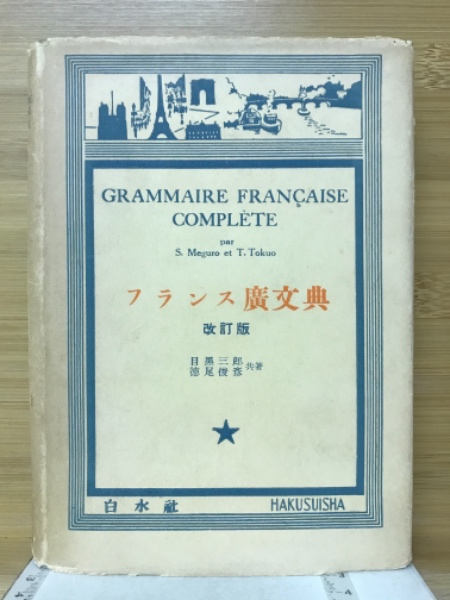 GRAMMAIRE FRANÇAISE
COMPLÈTE
par
S. Meguro et T. Tokuo
フランス廣文典
改訂版
目黒三郎
徳尾俊彦
共著
白水社
HAKUSUISHA